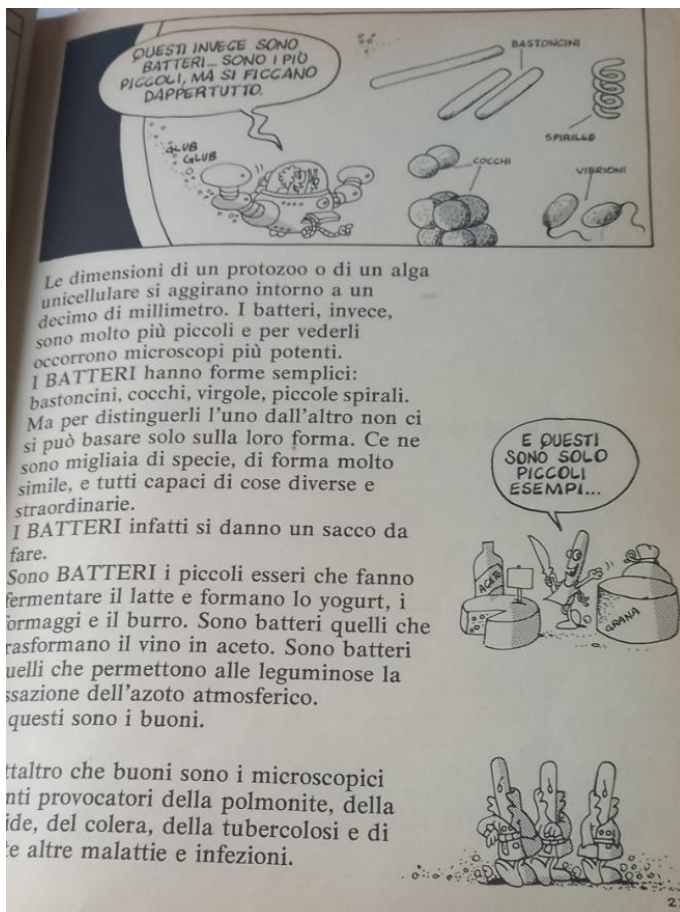 QUESTI INVECE SONO
BATTERI... SONO I PIÙ
PICCOLI, MA SI FICCANO
DAPPERTUTTO.
BASTONCINI
SPIRILLO
GLUB
GLUB
COCCHI
VIBRIONI
Le dimensioni di un protozoo o di un alga
unicellulare si aggirano intorno a un
decimo di millimetro. I batteri, invece,
sono molto più piccoli e per vederli
occorrono microscopi più potenti.
I BATTERI hanno forme semplici:
bastoncini, cocchi, virgole, piccole spirali.
Ma per distinguerli l'uno dall'altro non ci
si può basare solo sulla loro forma. Ce ne
sono migliaia di specie, di forma molto
simile, e tutti capaci di cose diverse e
straordinarie.
I BATTERI infatti si danno un sacco da
fare.
Sono BATTERI i piccoli esseri che fanno
fermentare il latte e formano lo yogurt, i
formaggi e il burro. Sono batteri quelli che
rasformano il vino in aceto. Sono batteri
uelli che permettono alle leguminose la
ssazione dell'azoto atmosferico.
questi sono i buoni.
E QUESTI
SONO SOLO
PICCOLI
ESEMPI...
ACETO
GRANA
ttaltro che buoni sono i microscopici
nti provocatori della polmonite, della
ide, del colera, della tubercolosi e di
te altre malattie e infezioni.